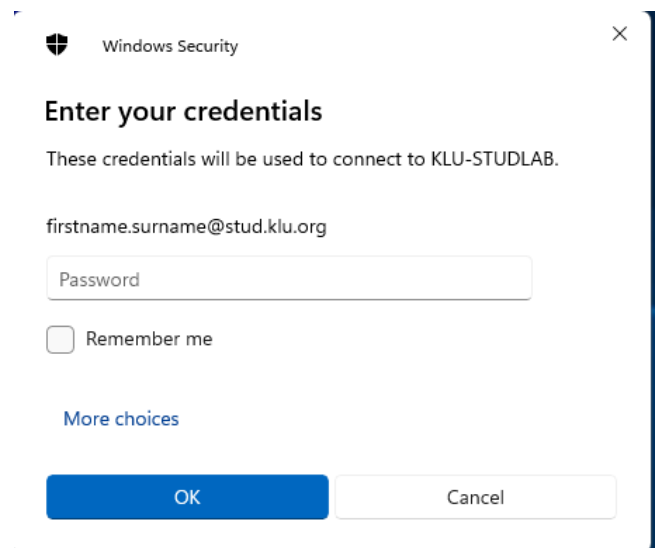 Windows Security
Enter your credentials
These credentials will be used to connect to KLU-STUDLAB.
firstname.surname@stud.klu.org
Password
Remember me
More choices
OK
Cancel